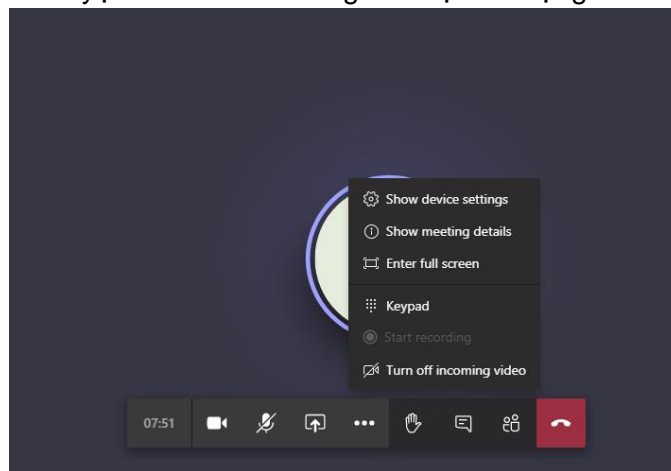 Show device settings
Show meeting details
Enter full screen
Keypad
Start recording
Turn off incoming video
07:51